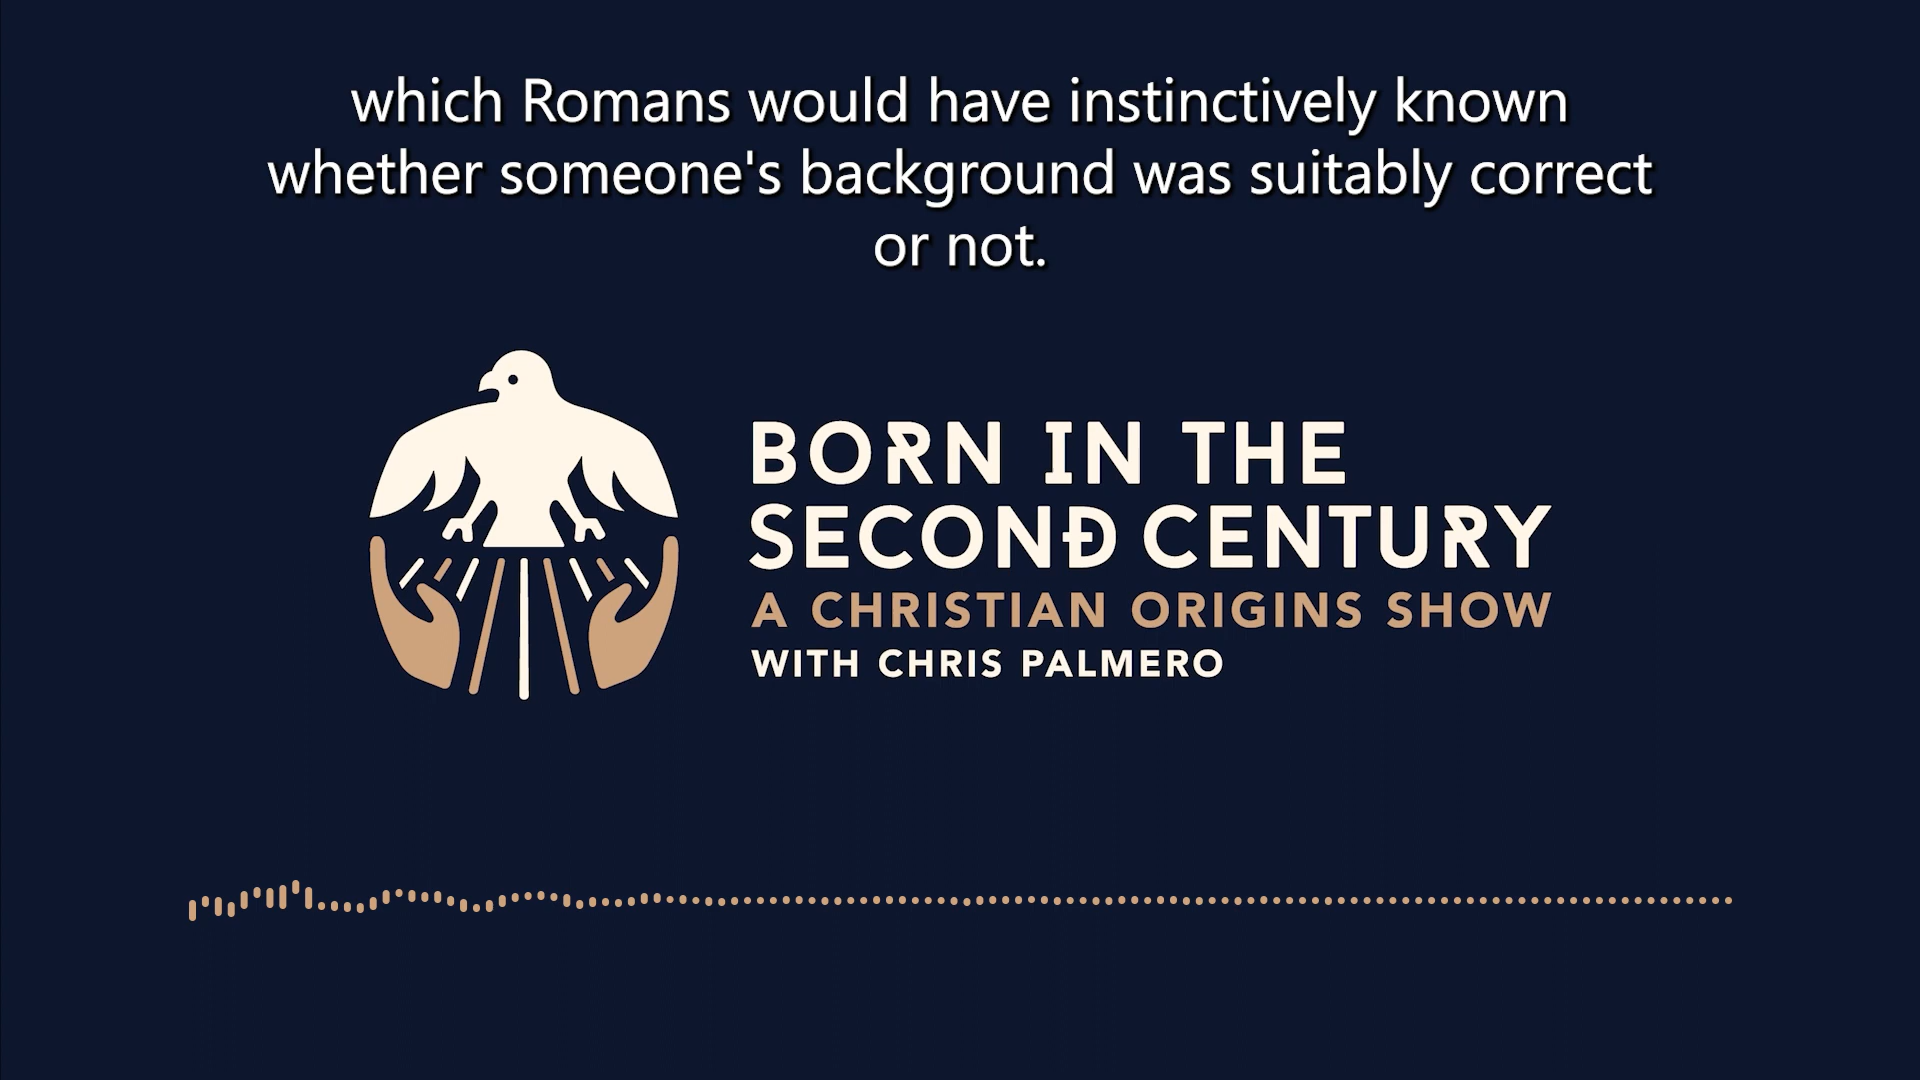 which Romans would have instinctively known
whether someone's background was suitably correct
or not.
BORN IN THE
SECOND CENTURY
A CHRISTIAN ORIGINS SHOW
WITH CHRIS PALMERO